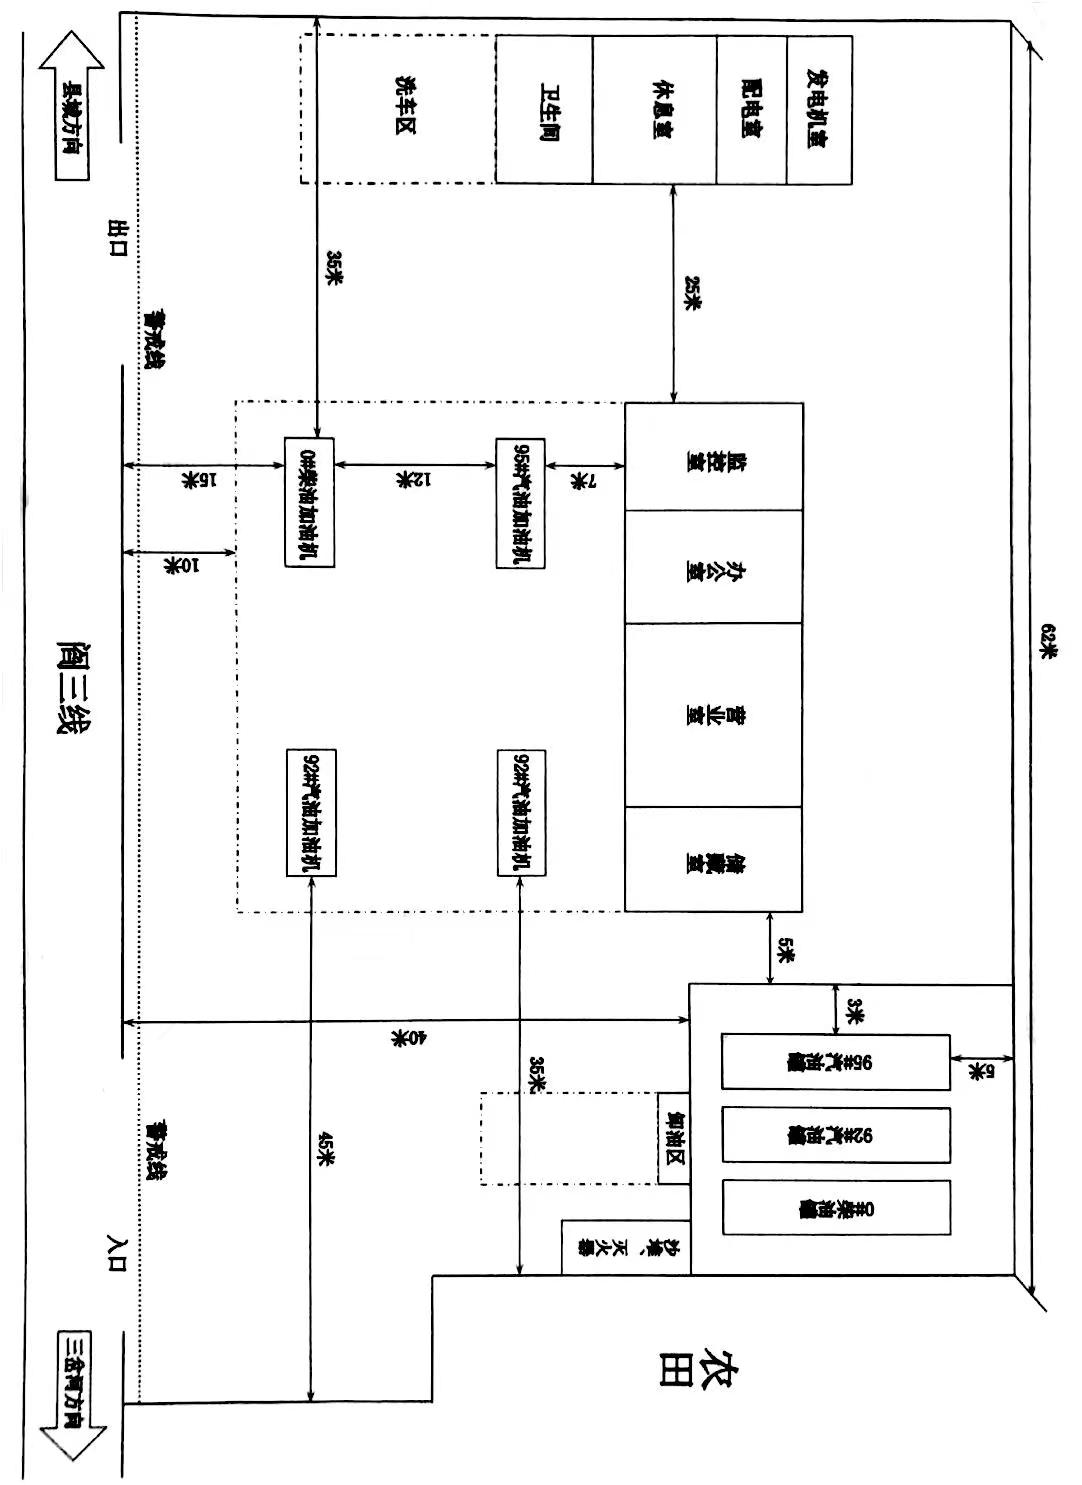 县城方向
出口
警戒线
洗车区
卫生间
休息室
配电室
发电机室
35米
25米
监控室
办公室
营业室
储藏室
0#柴油加油机
95#汽油加油机
92#汽油加油机
92#汽油加油机
15米
12米
7米
10米
阎三线
62米
5米
3米
5米
40米
35米
45米
95#汽油罐
92#汽油罐
0#柴油罐
卸油区
沙堆、灭火器
警戒线
入口
三岔河方向
农田